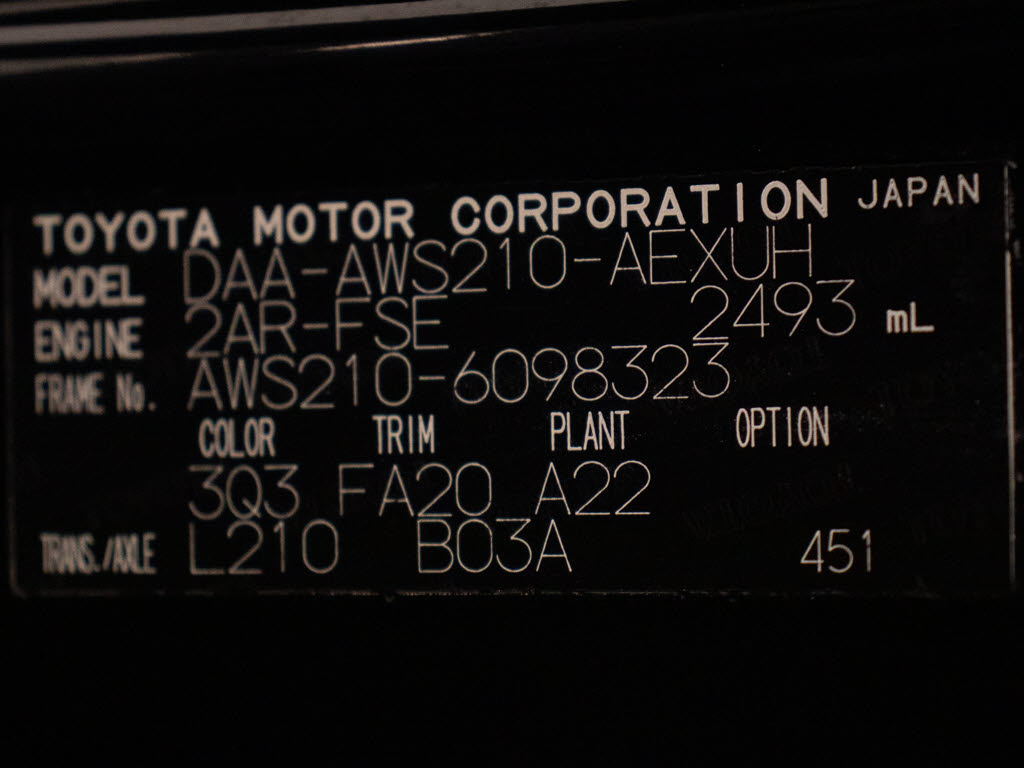 TOYOTA MOTOR CORPORATION JAPAN
MODEL DAA-AWS210-AEXUH
ENGINE 2AR-FSE 2493 mL
FRAME No. AWS210-6098323
COLOR TRIM PLANT OPTION
3Q3 FA20 A22
TRANS./AXLE L210 B03A 451